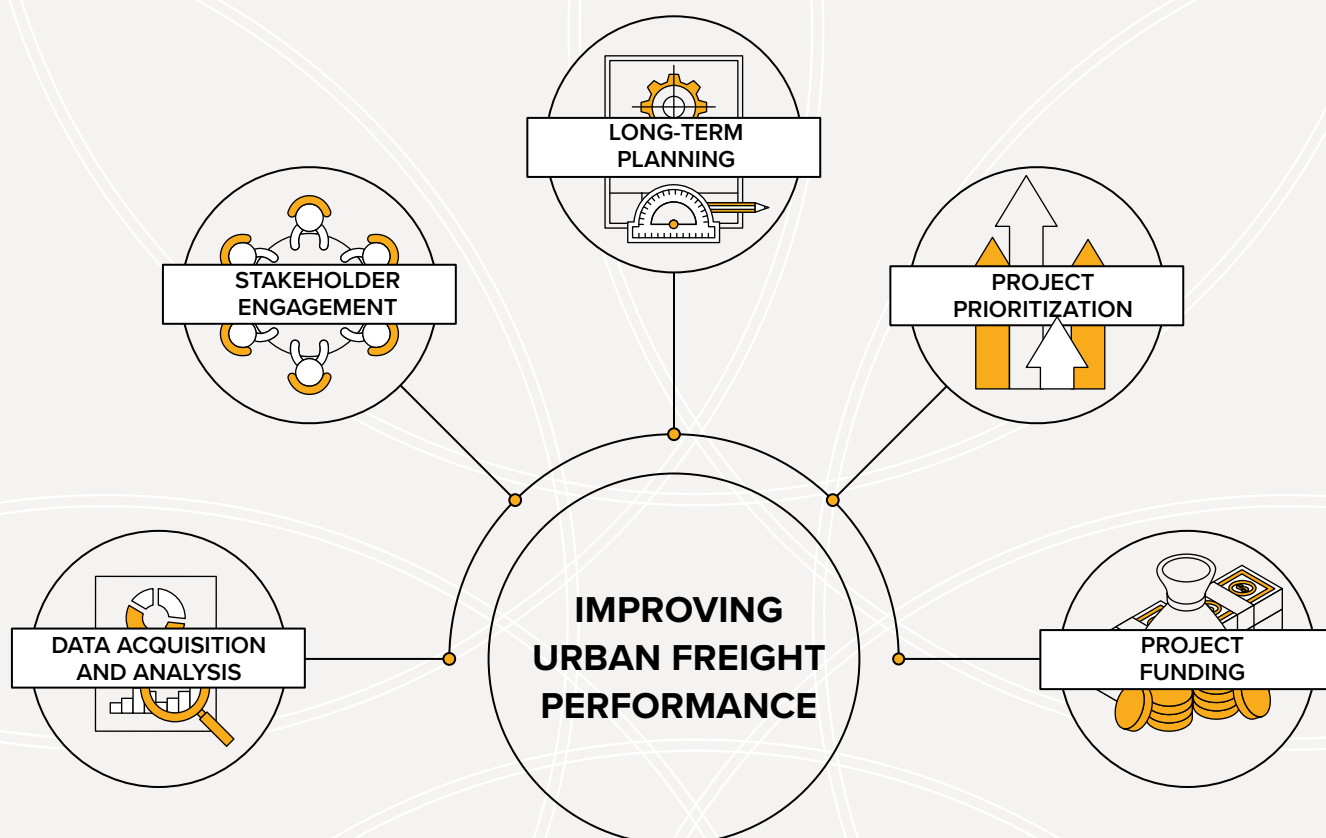 LONG-TERM
PLANNING
STAKEHOLDER
ENGAGEMENT
PROJECT
PRIORITIZATION
DATA ACQUISITION
AND ANALYSIS
IMPROVING
URBAN FREIGHT
PERFORMANCE
PROJECT
FUNDING